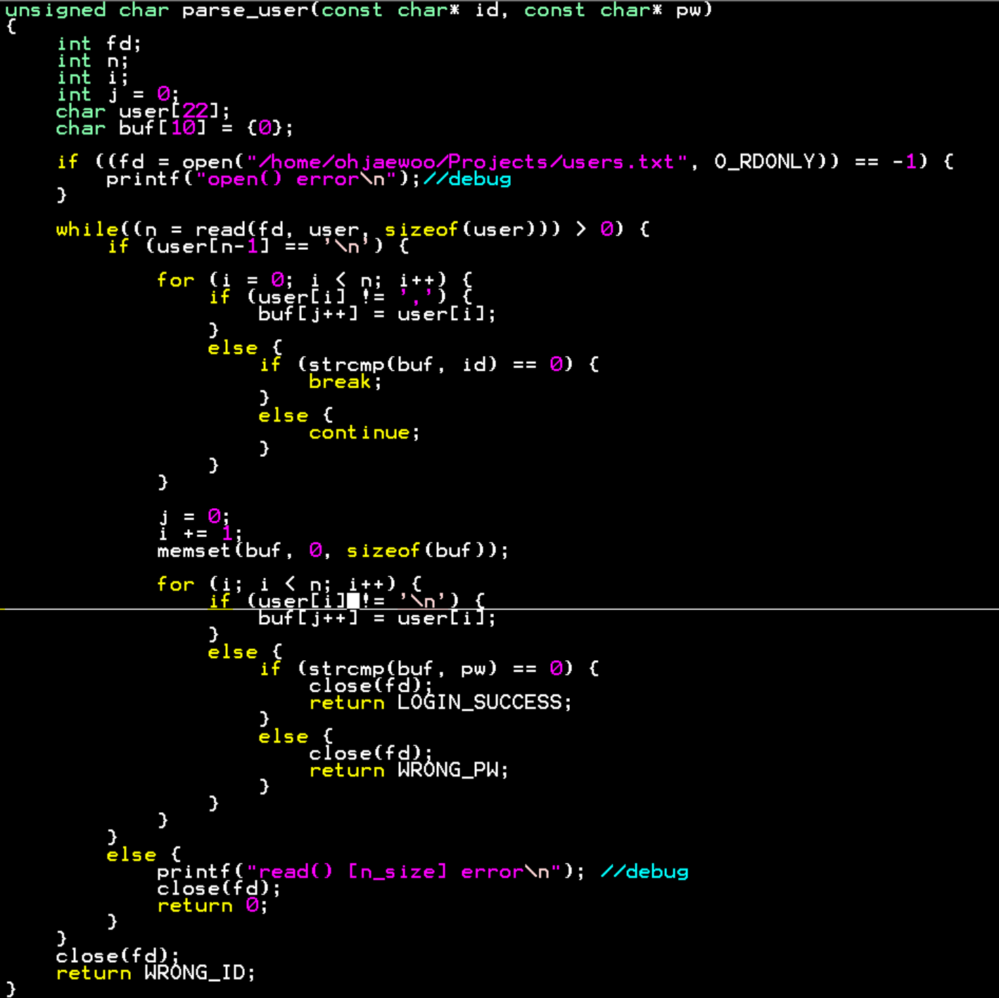 unsigned char parse_user(const char* id, const char* pw)
{
    int fd;
    int n;
    int i;
    int j = 0;
    char user[22];
    char buf[10] = {0};

    if ((fd = open("/home/ohjaewoo/Projects/users.txt", O_RDONLY)) == -1) {
        printf("open() error\n");//debug
    }

    while((n = read(fd, user, sizeof(user))) > 0) {
        if (user[n-1] == '\n') {

            for (i = 0; i < n; i++) {
                if (user[i] != ',') {
                    buf[j++] = user[i];
                }
                else {
                    if (strcmp(buf, id) == 0) {
                        break;
                    }
                    else {
                        continue;
                    }
                }
            }

            j = 0;
            i += 1;
            memset(buf, 0, sizeof(buf));

            for (i; i < n; i++) {
                if (user[i] != '\n') {
                    buf[j++] = user[i];
                }
                else {
                    if (strcmp(buf, pw) == 0) {
                        close(fd);
                        return LOGIN_SUCCESS;
                    }
                    else {
                        close(fd);
                        return WRONG_PW;
                    }
                }
            }
        }
        else {
            printf("read() [n_size] error\n"); //debug
            close(fd);
            return 0;
        }
    }
    close(fd);
    return WRONG_ID;
}